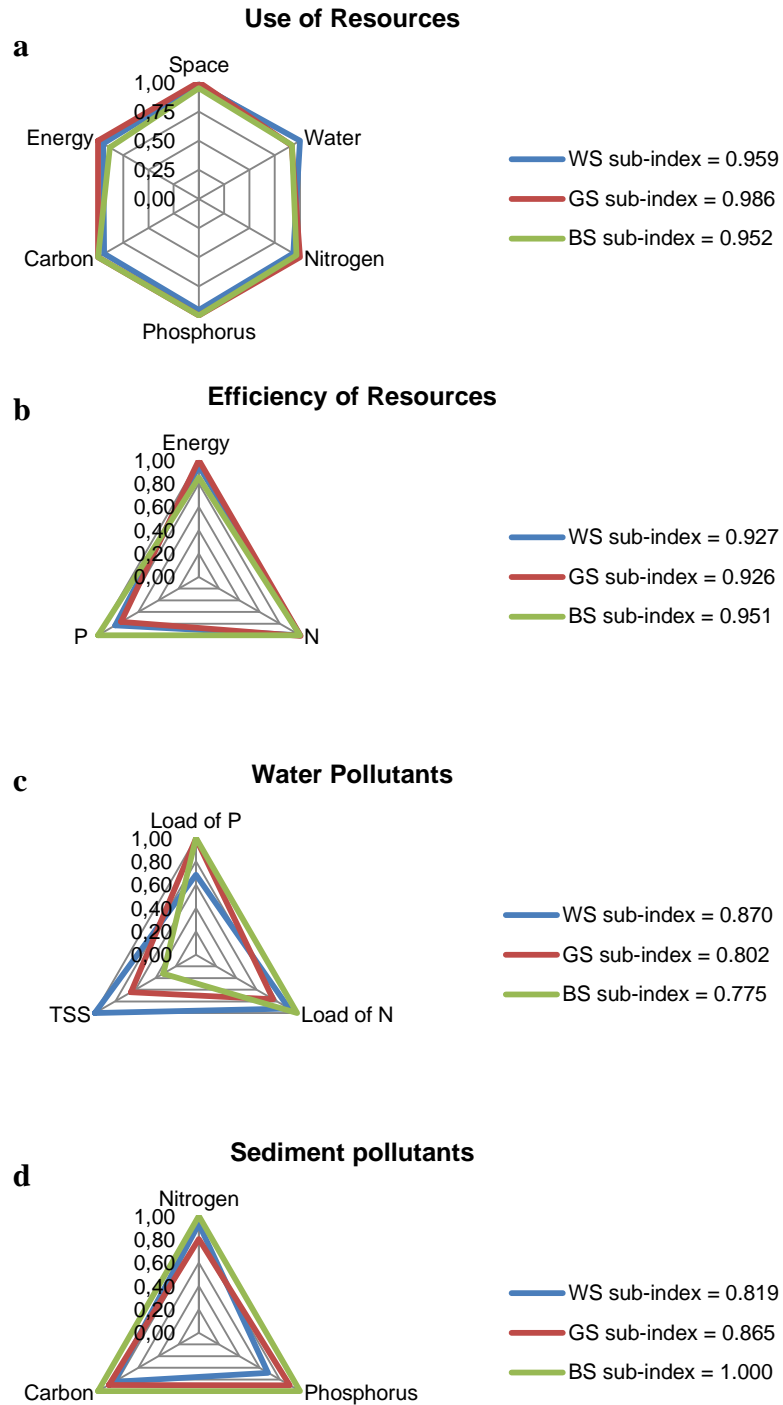 Use of Resources
a
Space
1,00
0,75
0,50
0,25
0,00
Energy
Water
Carbon
Nitrogen
Phosphorus
WS sub-index = 0.959
GS sub-index = 0.986
BS sub-index = 0.952
Efficiency of Resources
b
Energy
1,00
0,80
0,60
0,40
0,20
0,00
P
N
WS sub-index = 0.927
GS sub-index = 0.926
BS sub-index = 0.951
Water Pollutants
c
Load of P
1,00
0,80
0,60
0,40
0,20
0,00
TSS
Load of N
WS sub-index = 0.870
GS sub-index = 0.802
BS sub-index = 0.775
Sediment pollutants
d
Nitrogen
1,00
0,80
0,60
0,40
0,20
0,00
Carbon
Phosphorus
WS sub-index = 0.819
GS sub-index = 0.865
BS sub-index = 1.000